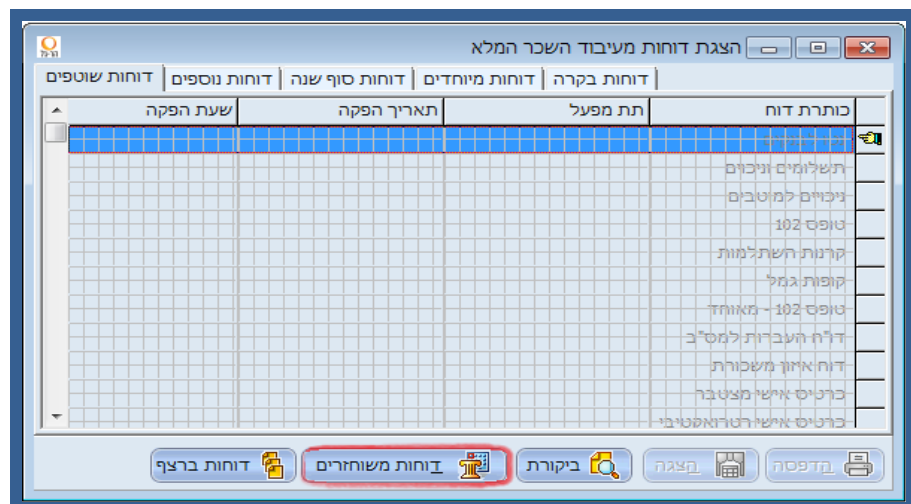 הצגת דוחות מעיבוד השכר המלא
דוחות שוטפים דוחות נוספים דוחות סוף שנה דוחות מיוחדים דוחות בקרה
כותרת דוח תת מפעל תאריך הפקה שעת הפקה
תשלומים וניכוים
ניכויים למוטבים
טופס 102
קרנות השתלמות
קופות גמל
טופס 102 - מאוחד
דו"ח העברות למס"ב
דוח איזון משכורת
כרטיס אישי מצטבר
כרטיס אישי רטרואקטיבי
הדפסה הצגה ביקורת דוחות משוחזרים דוחות ברצף